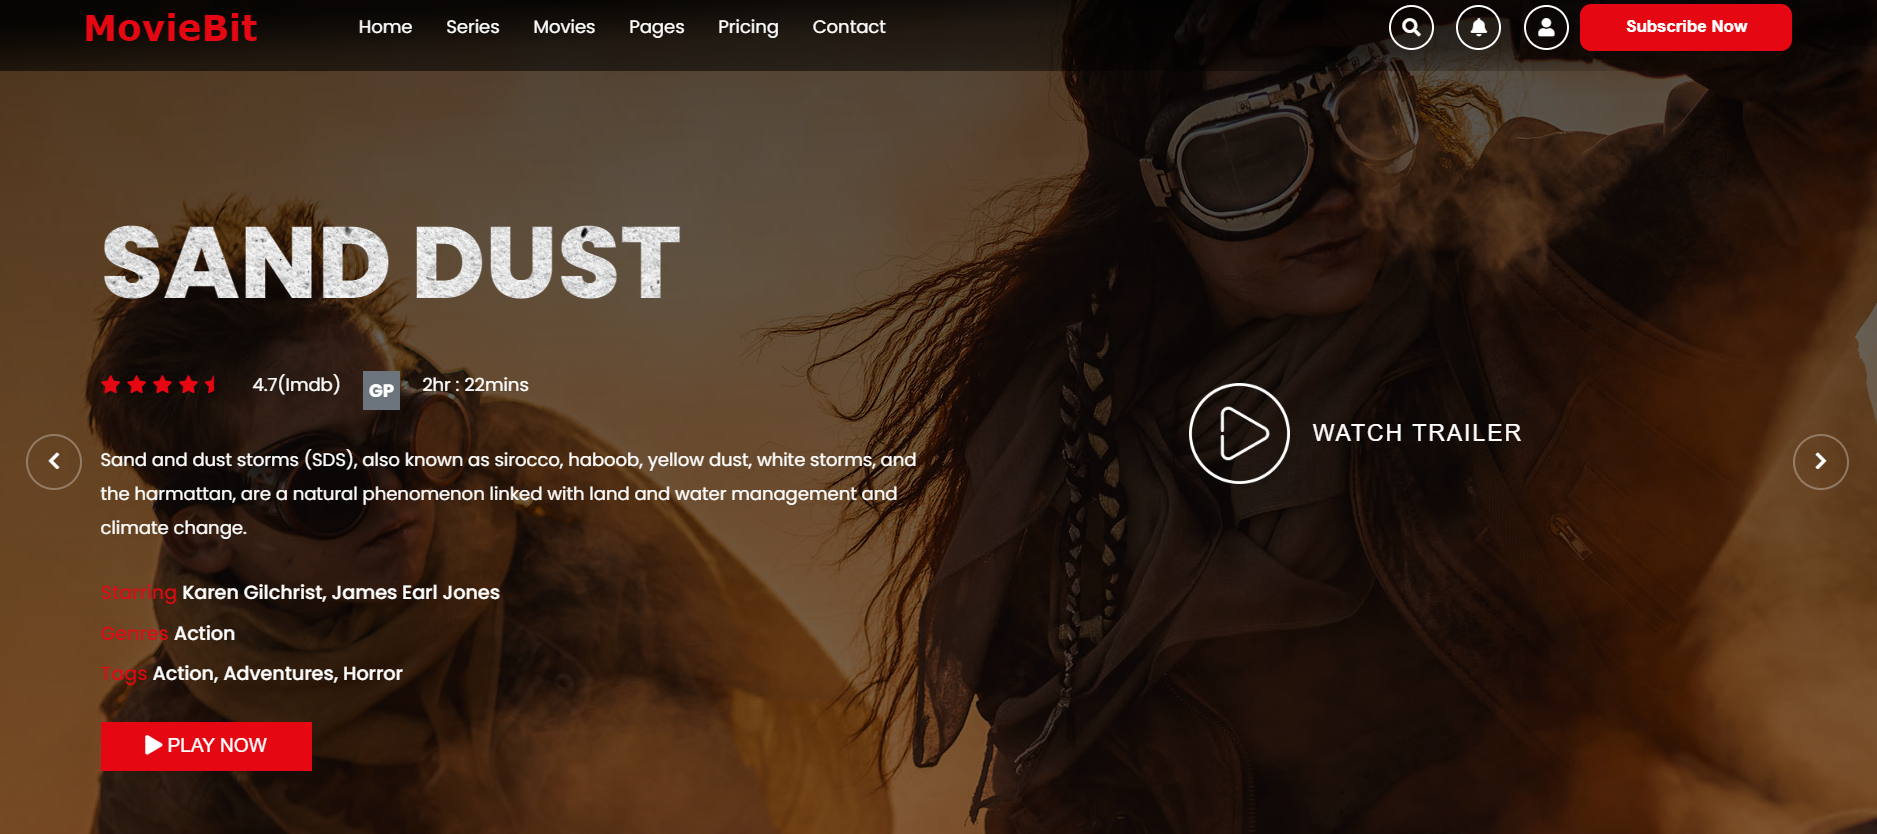 MovieBit
Home Series Movies Pages Pricing Contact
Subscribe Now
SAND DUST
4.7(Imdb) GP 2hr : 22mins
Sand and dust storms (SDS), also known as sirocco, haboob, yellow dust, white storms, and
the harmattan, are a natural phenomenon linked with land and water management and
climate change.
WATCH TRAILER
Starring Karen Gilchrist, James Earl Jones
Genres Action
Tags Action, Adventures, Horror
PLAY NOW